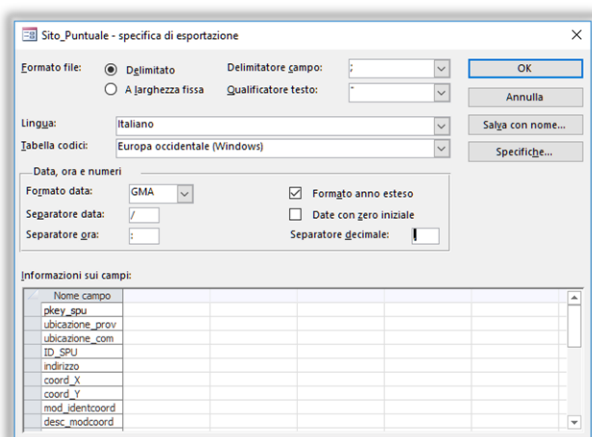 Sito_Puntuale - specifica di esportazione
Formato file: Delimitato Delimitatore campo: ; OK
A larghezza fissa Qualificatore testo: " Annulla
Lingua: Italiano Salva con nome...
Tabella codici: Europa occidentale (Windows) Specifiche...
Data, ora e numeri
Formato data: GMA Formato anno esteso
Separatore data: / Date con zero iniziale
Separatore ora: : Separatore decimale:
Informazioni sui campi:
Nome campo
pkey_spu
ubicazione_prov
ubicazione_com
ID_SPU
indirizzo
coord_X
coord_Y
mod_identcoord
desc_modcoord